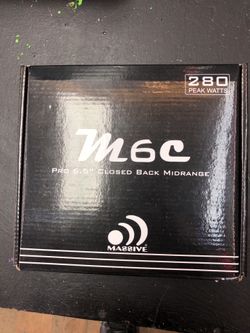 280
PEAK WATTS
M6C
PRO 6.5" CLOSED BACK MIDRANGE
MASSIVE